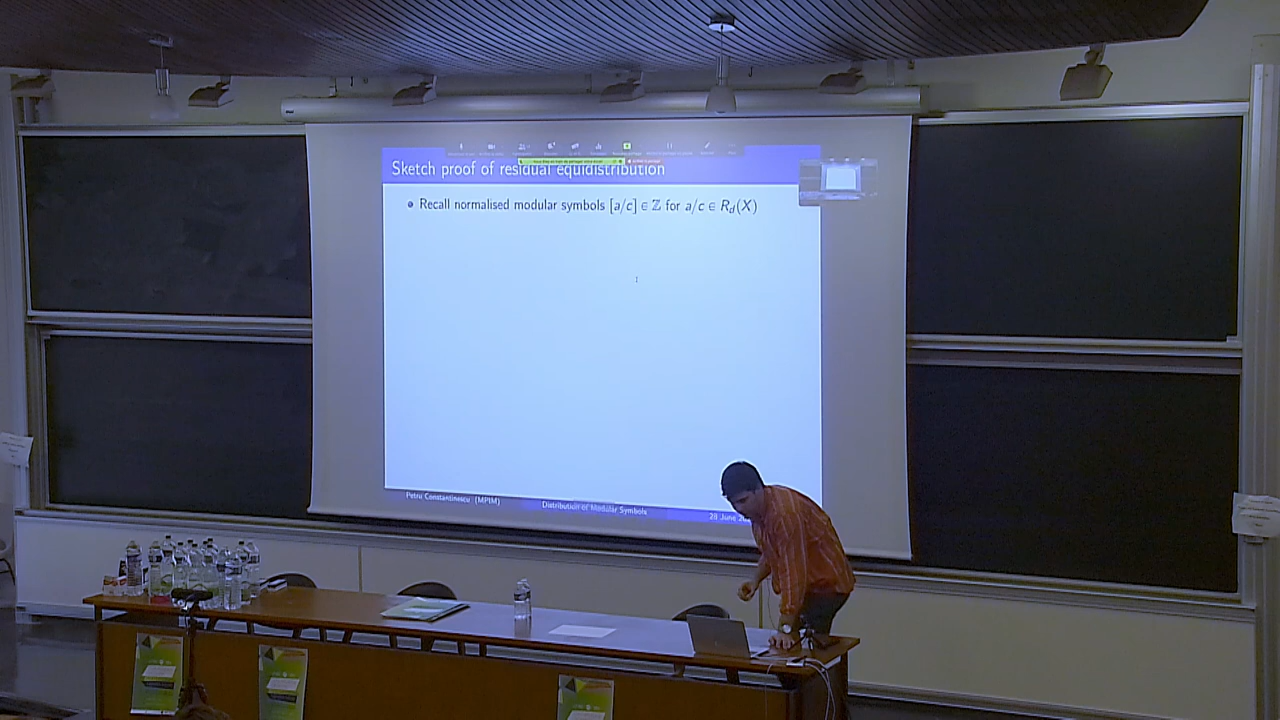 Sketch proof of residual equidistribution
Recall normalised modular symbols [a/c] ∈ ℤ for a/c ∈ R_d(X)
Petru Constantinescu (MPIM)
Distribution of Modular Symbols
28 June